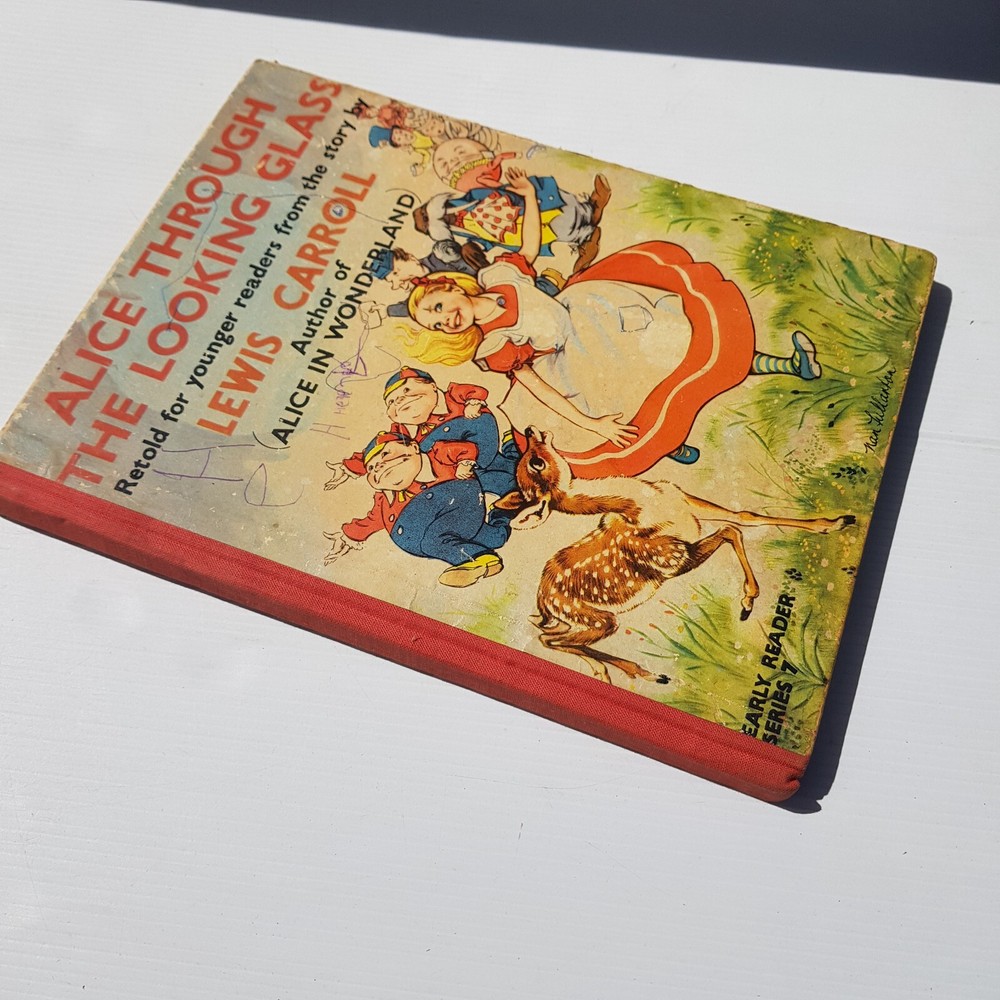 ALICE THROUGH
THE LOOKING GLASS
Retold for younger readers from the story by
LEWIS CARROLL
Author of
ALICE IN WONDERLAND
EARLY READER
SERIES 7